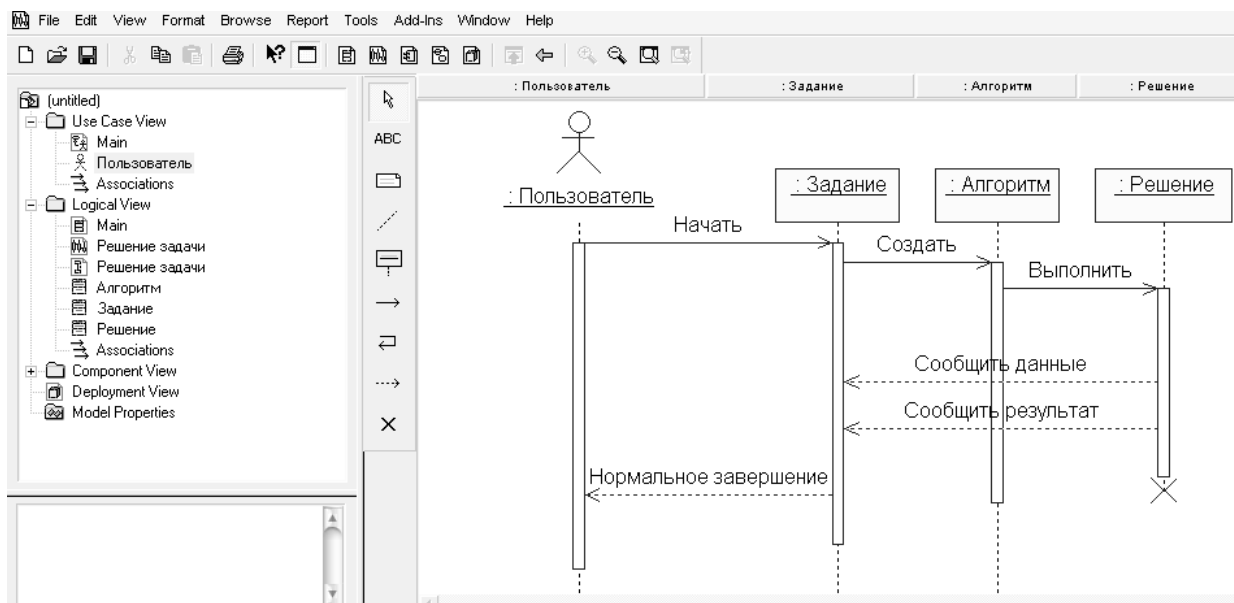 File Edit View Format Browse Report Tools Add-Ins Window Help
(untitled)
Use Case View
Main
Пользователь
Associations
Logical View
Main
Решение задачи
Решение задачи
Алгоритм
Задание
Решение
Associations
Component View
Deployment View
Model Properties
ABC
: Пользователь : Задание : Алгоритм : Решение
: Пользователь
: Задание
: Алгоритм
: Решение
Начать
Создать
Выполнить
Сообщить данные
Сообщить результат
Нормальное завершение